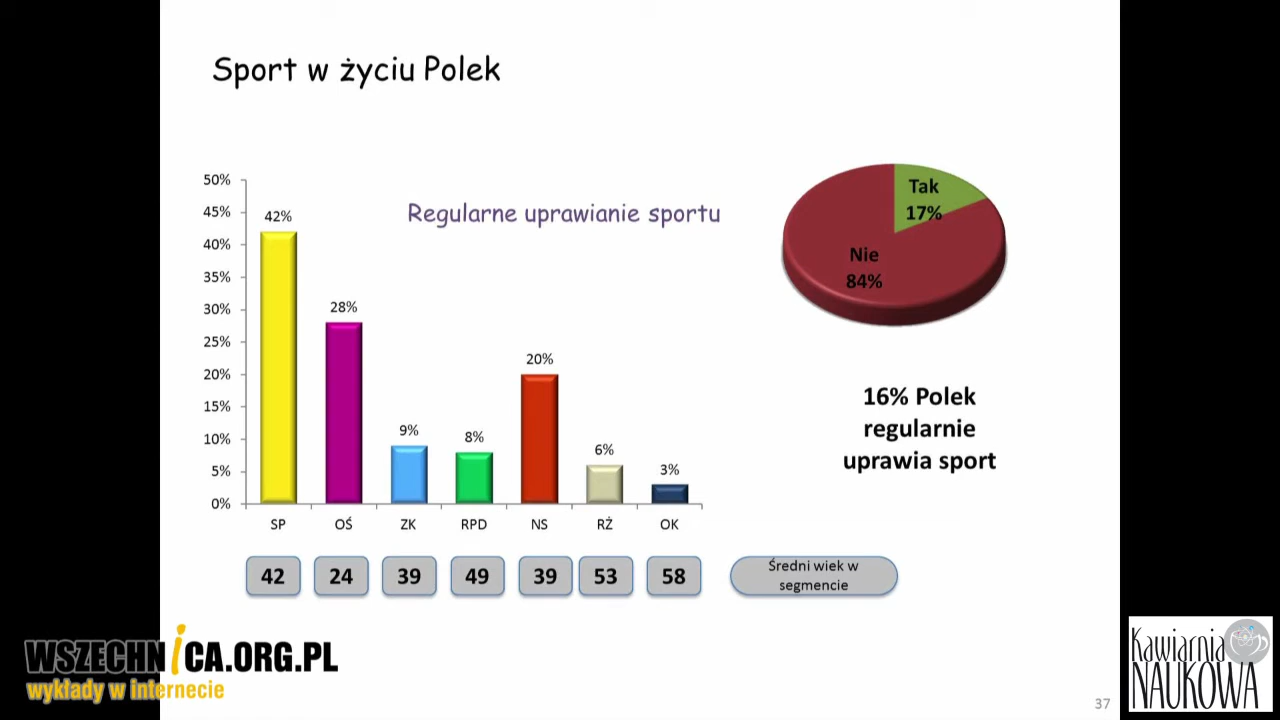 Sport w życiu Polek
Regularne uprawianie sportu
50%
45%
40%
35%
30%
25%
20%
15%
10%
5%
0%
42%
28%
9%
8%
20%
6%
3%
SP OŚ ZK RPD NS RŻ OK
42 24 39 49 39 53 58
Średni wiek w
segmencie
Tak
17%
Nie
84%
16% Polek
regularnie
uprawia sport
WSZECHNICA.ORG.PL
wykłady w internecie
37
Kawiarnia
NAUKOWA